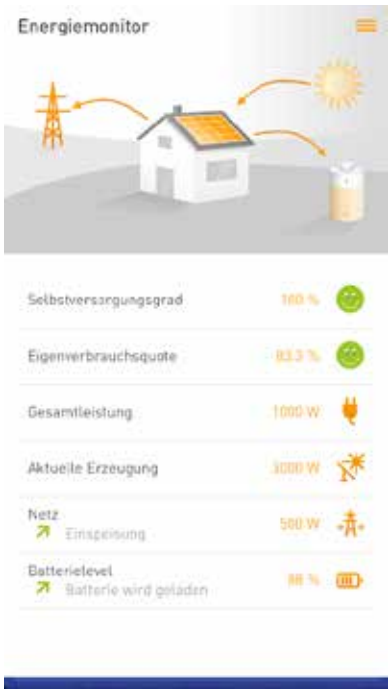 Energiemonitor
Selbstversorgungsgrad 100 %
Eigenverbrauchsquote 83.3 %
Gesamtleistung 1000 W
Aktuelle Erzeugung 3000 W
Netz
Einspeisung 500 W
Batterielevel
Batterie wird geladen 88 %